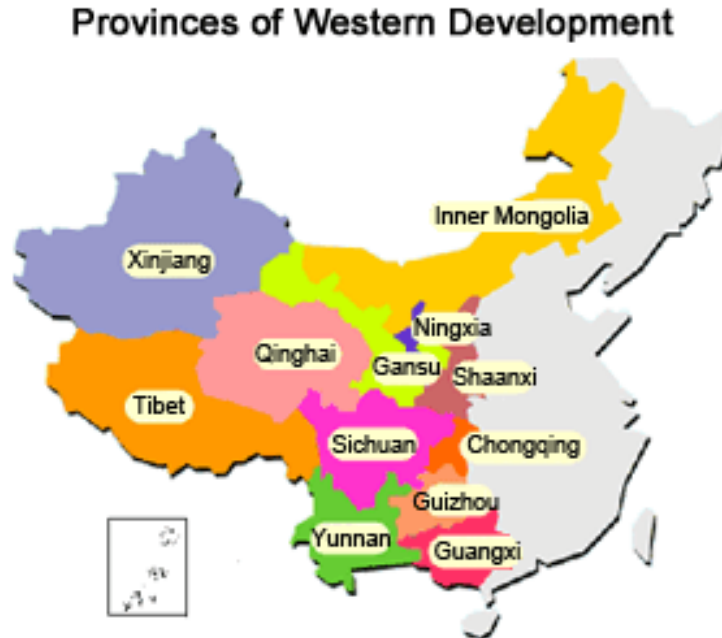 Provinces of Western Development
Inner Mongolia
Xinjiang
Ningxia
Qinghai
Gansu
Shaanxi
Tibet
Sichuan
Chongqing
Guizhou
Yunnan
Guangxi